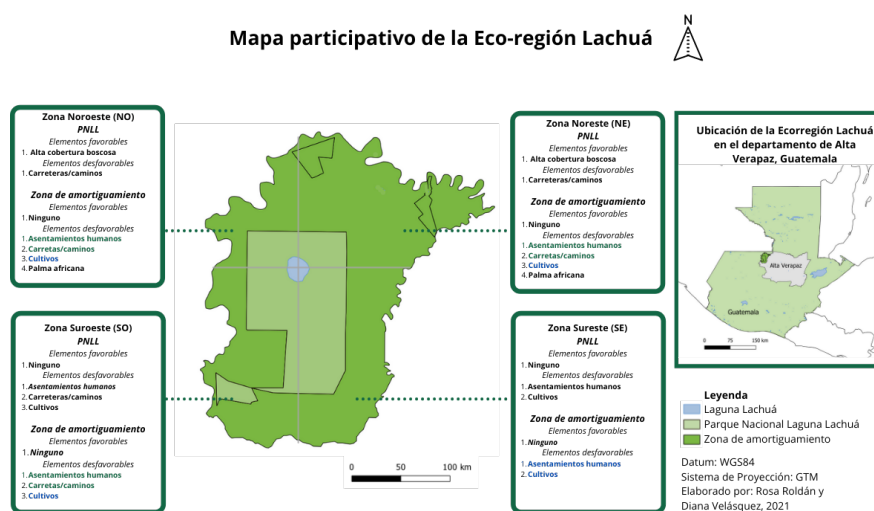 Mapa participativo de la Eco-región Lachuá
N
Zona Noroeste (NO)
PNLL
Elementos favorables
1. Alta cobertura boscosa
Elementos desfavorables
1. Carreteras/caminos
Zona de amortiguamiento
Elementos favorables
1. Ninguno
Elementos desfavorables
1. Asentamientos humanos
2. Carretas/caminos
3. Cultivos
4. Palma africana
Zona Noreste (NE)
PNLL
Elementos favorables
1. Alta cobertura boscosa
Elementos desfavorables
1. Carreteras/caminos
Zona de amortiguamiento
Elementos favorables
1. Ninguno
Elementos desfavorables
1. Asentamientos humanos
2. Carretas/caminos
3. Cultivos
4. Palma africana
Zona Suroeste (SO)
PNLL
Elementos favorables
1. Ninguno
Elementos desfavorables
1. Asentamientos humanos
2. Carreteras/caminos
3. Cultivos
Zona de amortiguamiento
Elementos favorables
1. Ninguno
Elementos desfavorables
1. Asentamientos humanos
2. Carretas/caminos
3. Cultivos
Zona Sureste (SE)
PNLL
Elementos favorables
1. Ninguno
Elementos desfavorables
1. Asentamientos humanos
2. Cultivos
Zona de amortiguamiento
Elementos favorables
1. Ninguno
Elementos desfavorables
1. Asentamientos humanos
2. Cultivos
0 50 100 km
Ubicación de la Ecorregión Lachuá
en el departamento de Alta
Verapaz, Guatemala
Alta Verapaz
Guatemala
0 75 150 km
Leyenda
Laguna Lachuá
Parque Nacional Laguna Lachuá
Zona de amortiguamiento
Datum: WGS84
Sistema de Proyección: GTM
Elaborado por: Rosa Roldán y
Diana Velásquez, 2021